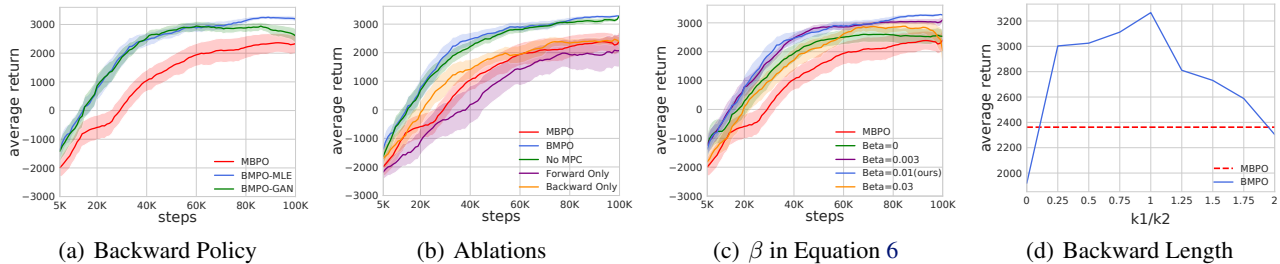 average return
3000
2000
1000
0
−1000
−2000
−3000
5K
20K
40K
60K
80K
100K
steps
MBPO
BMPO-MLE
BMPO-GAN
(a) Backward Policy
average return
3000
2000
1000
0
−1000
−2000
−3000
5K
20K
40K
60K
80K
100K
steps
MBPO
BMPO
No MPC
Forward Only
Backward Only
(b) Ablations
average return
3000
2000
1000
0
−1000
−2000
−3000
5K
20K
40K
60K
80K
100K
steps
MBPO
Beta=0
Beta=0.003
Beta=0.01(ours)
Beta=0.03
(c) β in Equation 6
average return
3200
3000
2800
2600
2400
2200
2000
0
0.25
0.5
0.75
1
1.25
1.5
1.75
2
k1/k2
MBPO
BMPO
(d) Backward Length